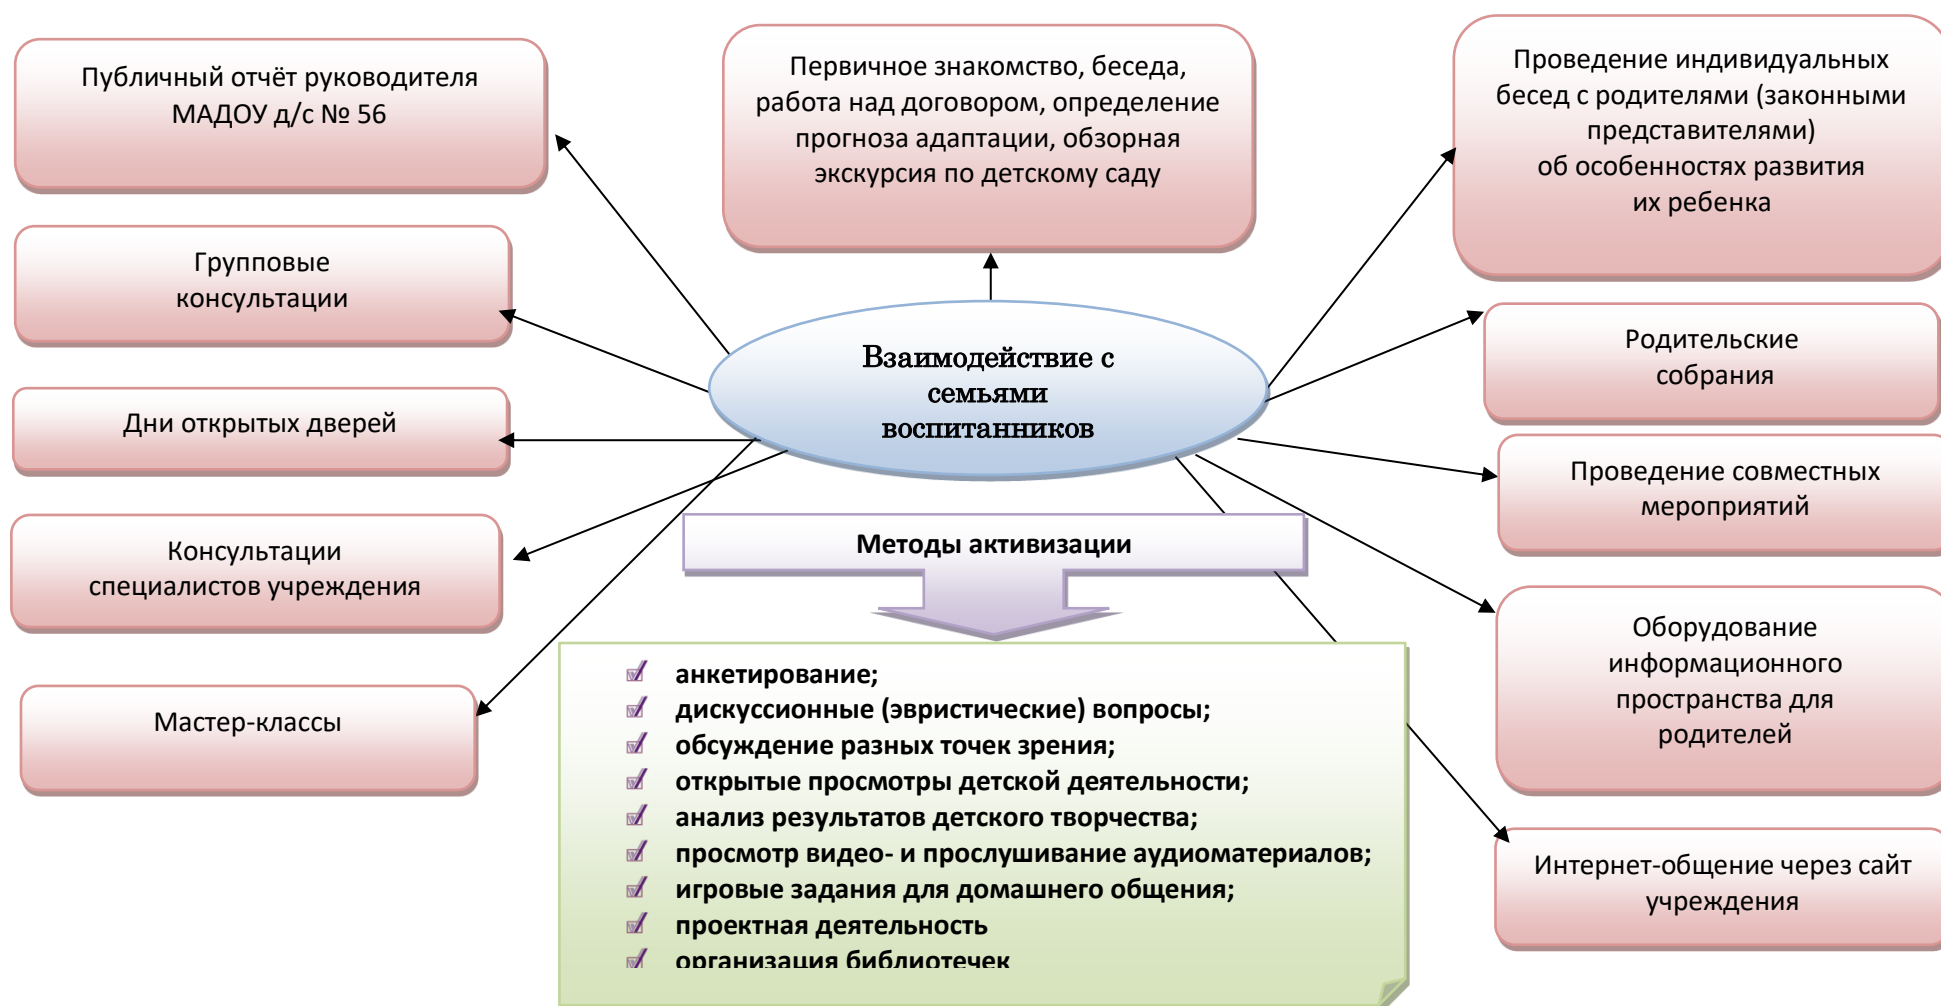 Публичный отчёт руководителя
МАДОУ д/с № 56
Первичное знакомство, беседа,
работа над договором, определение
прогноза адаптации, обзорная
экскурсия по детскому саду
Проведение индивидуальных
бесед с родителями (законными
представителями)
об особенностях развития
их ребенка
Групповые
консультации
Взаимодействие с
семьями
воспитанников
Родительские
собрания
Дни открытых дверей
Проведение совместных
мероприятий
Консультации
специалистов учреждения
Методы активизации
Оборудование
информационного
пространства для
родителей
Мастер-классы
анкетирование;
дискуссионные (эвристические) вопросы;
обсуждение разных точек зрения;
открытые просмотры детской деятельности;
анализ результатов детского творчества;
просмотр видео- и прослушивание аудиоматериалов;
игровые задания для домашнего общения;
проектная деятельность
организация библиотечек
Интернет-общение через сайт
учреждения